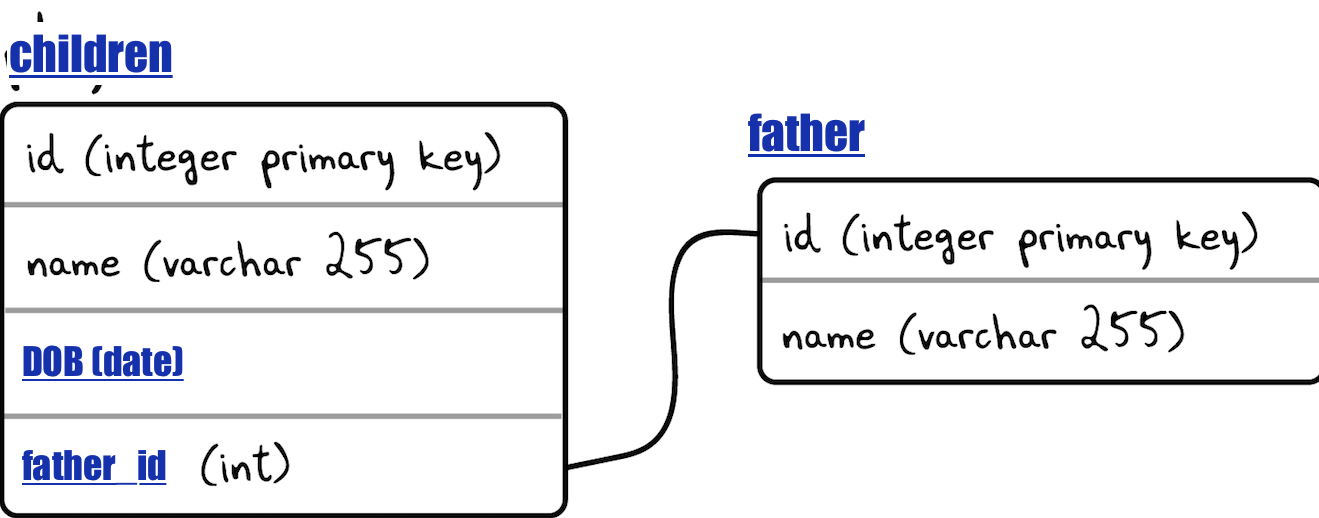 children
id (integer primary key)
name (varchar 255)
DOB (date)
father_id (int)
father
id (integer primary key)
name (varchar 255)